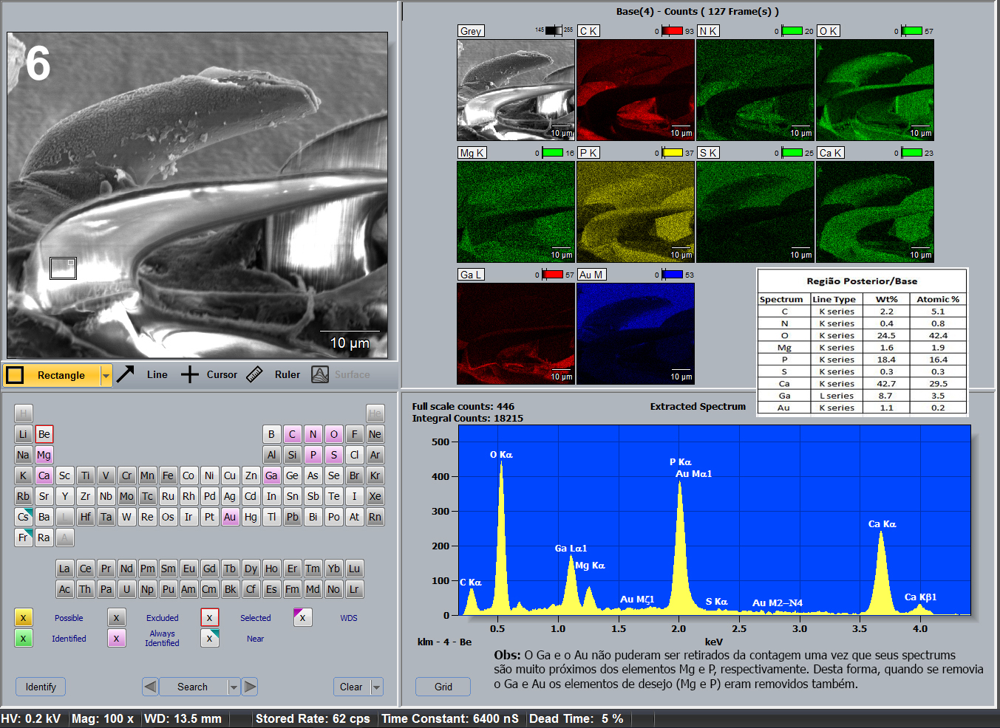 Base(4) - Counts ( 127 Frame(s) )
6
10 µm
Grey 145 255
C K 0 93
N K 0 20
O K 0 57
10 µm
10 µm
10 µm
10 µm
Mg K 0 16
P K 0 37
S K 0 25
Ca K 0 23
10 µm
10 µm
10 µm
10 µm
Ga L 0 57
Au M 0 53
10 µm
10 µm
Região Posterior/Base
Spectrum Line Type Wt% Atomic %
C K series 2.2 5.1
N K series 0.4 0.8
O K series 24.5 42.4
Mg K series 1.6 1.9
P K series 18.4 16.4
S K series 0.3 0.3
Ca K series 42.7 29.5
Ga L series 8.7 3.5
Au K series 1.1 0.2
Rectangle Line Cursor Ruler Surface
H He
Li Be B C N O F Ne
Na Mg Al Si P S Cl Ar
K Ca Sc Ti V Cr Mn Fe Co Ni Cu Zn Ga Ge As Se Br Kr
Rb Sr Y Zr Nb Mo Tc Ru Rh Pd Ag Cd In Sn Sb Te I Xe
Cs Ba L Hf Ta W Re Os Ir Pt Au Hg Tl Pb Bi Po At Rn
Fr Ra A
La Ce Pr Nd Pm Sm Eu Gd Tb Dy Ho Er Tm Yb Lu
Ac Th Pa U Np Pu Am Cm Bk Cf Es Fm Md No Lr
x Possible x Excluded x Selected x WDS
x Identified x Always Identified x Near
Identify Search Clear
Full scale counts: 446
Integral Counts: 18215
Extracted Spectrum
500
400
300
200
100
0
C Kα
O Kα
Ga Lα1
Mg Kα
Au Mζ1
P Kα
Au Mα1
S Kα
Au M2-N4
Ca Kα
Ca Kβ1
0.5 1.0 1.5 2.0 2.5 3.0 3.5 4.0
klm - 4 - Be
keV
Grid
Obs: O Ga e o Au não puderam ser retirados da contagem uma vez que seus spectrums
são muito próximos dos elementos Mg e P, respectivamente. Desta forma, quando se removia
o Ga e Au os elementos de desejo (Mg e P) eram removidos também.
HV: 0.2 kV Mag: 100 x WD: 13.5 mm Stored Rate: 62 cps Time Constant: 6400 nS Dead Time: 5 %